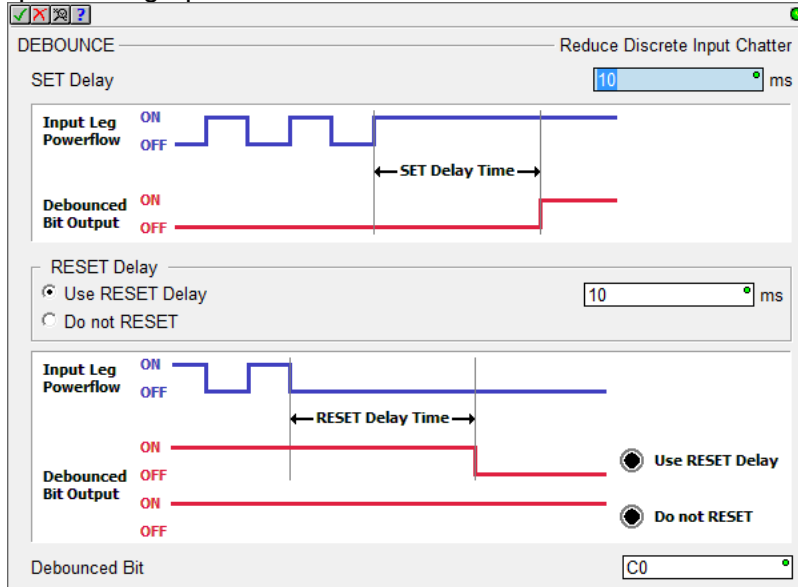 DEBOUNCE Reduce Discrete Input Chatter
SET Delay 10 ms
Input Leg Powerflow ON
OFF
SET Delay Time
Debounced Bit Output ON
OFF
RESET Delay
Use RESET Delay 10 ms
Do not RESET
Input Leg Powerflow ON
OFF
RESET Delay Time
ON
OFF Use RESET Delay
Debounced Bit Output
ON
OFF Do not RESET
Debounced Bit C0